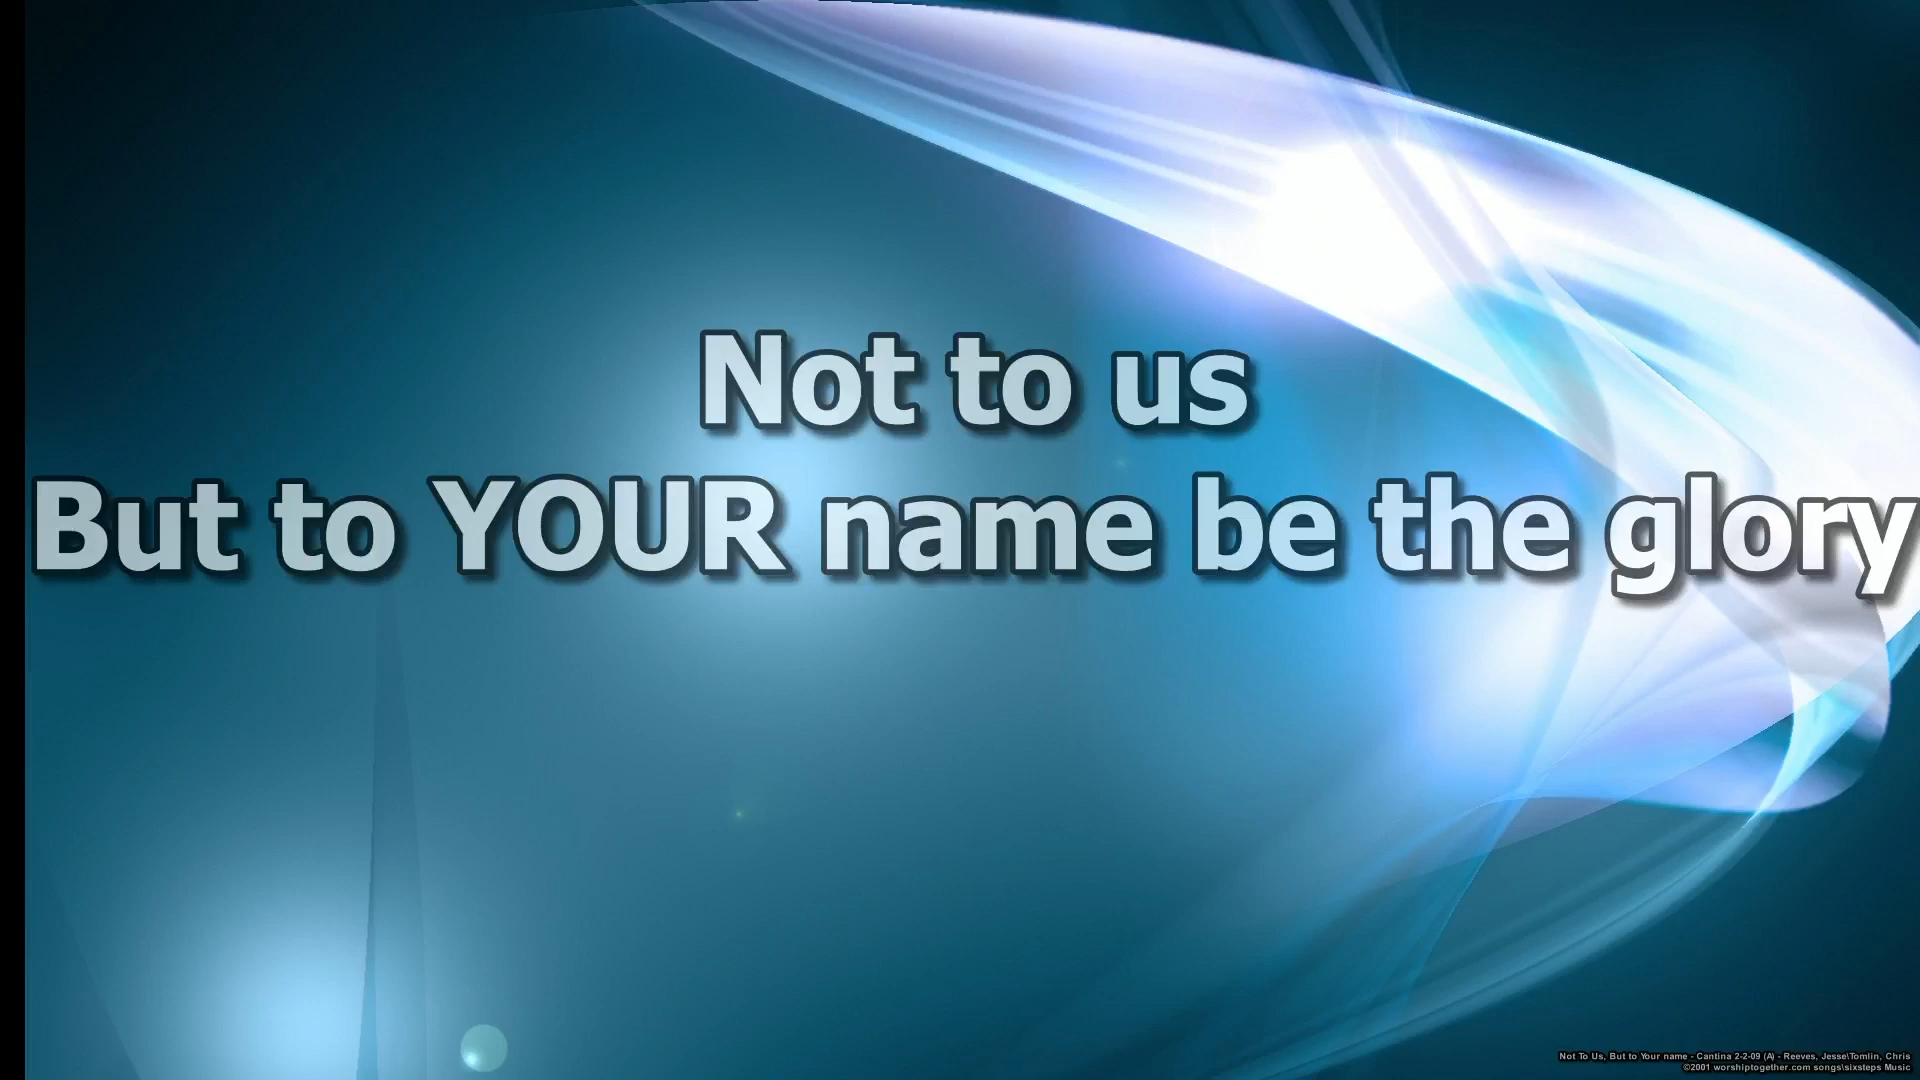 Not to us
But to YOUR name be the glory
Not To Us, But to Your name - Cantina 2-2-09 (A) - Reeves, Jesse\Tomlin, Chris
©2001 worshiptogether.com songs\sixsteps Music